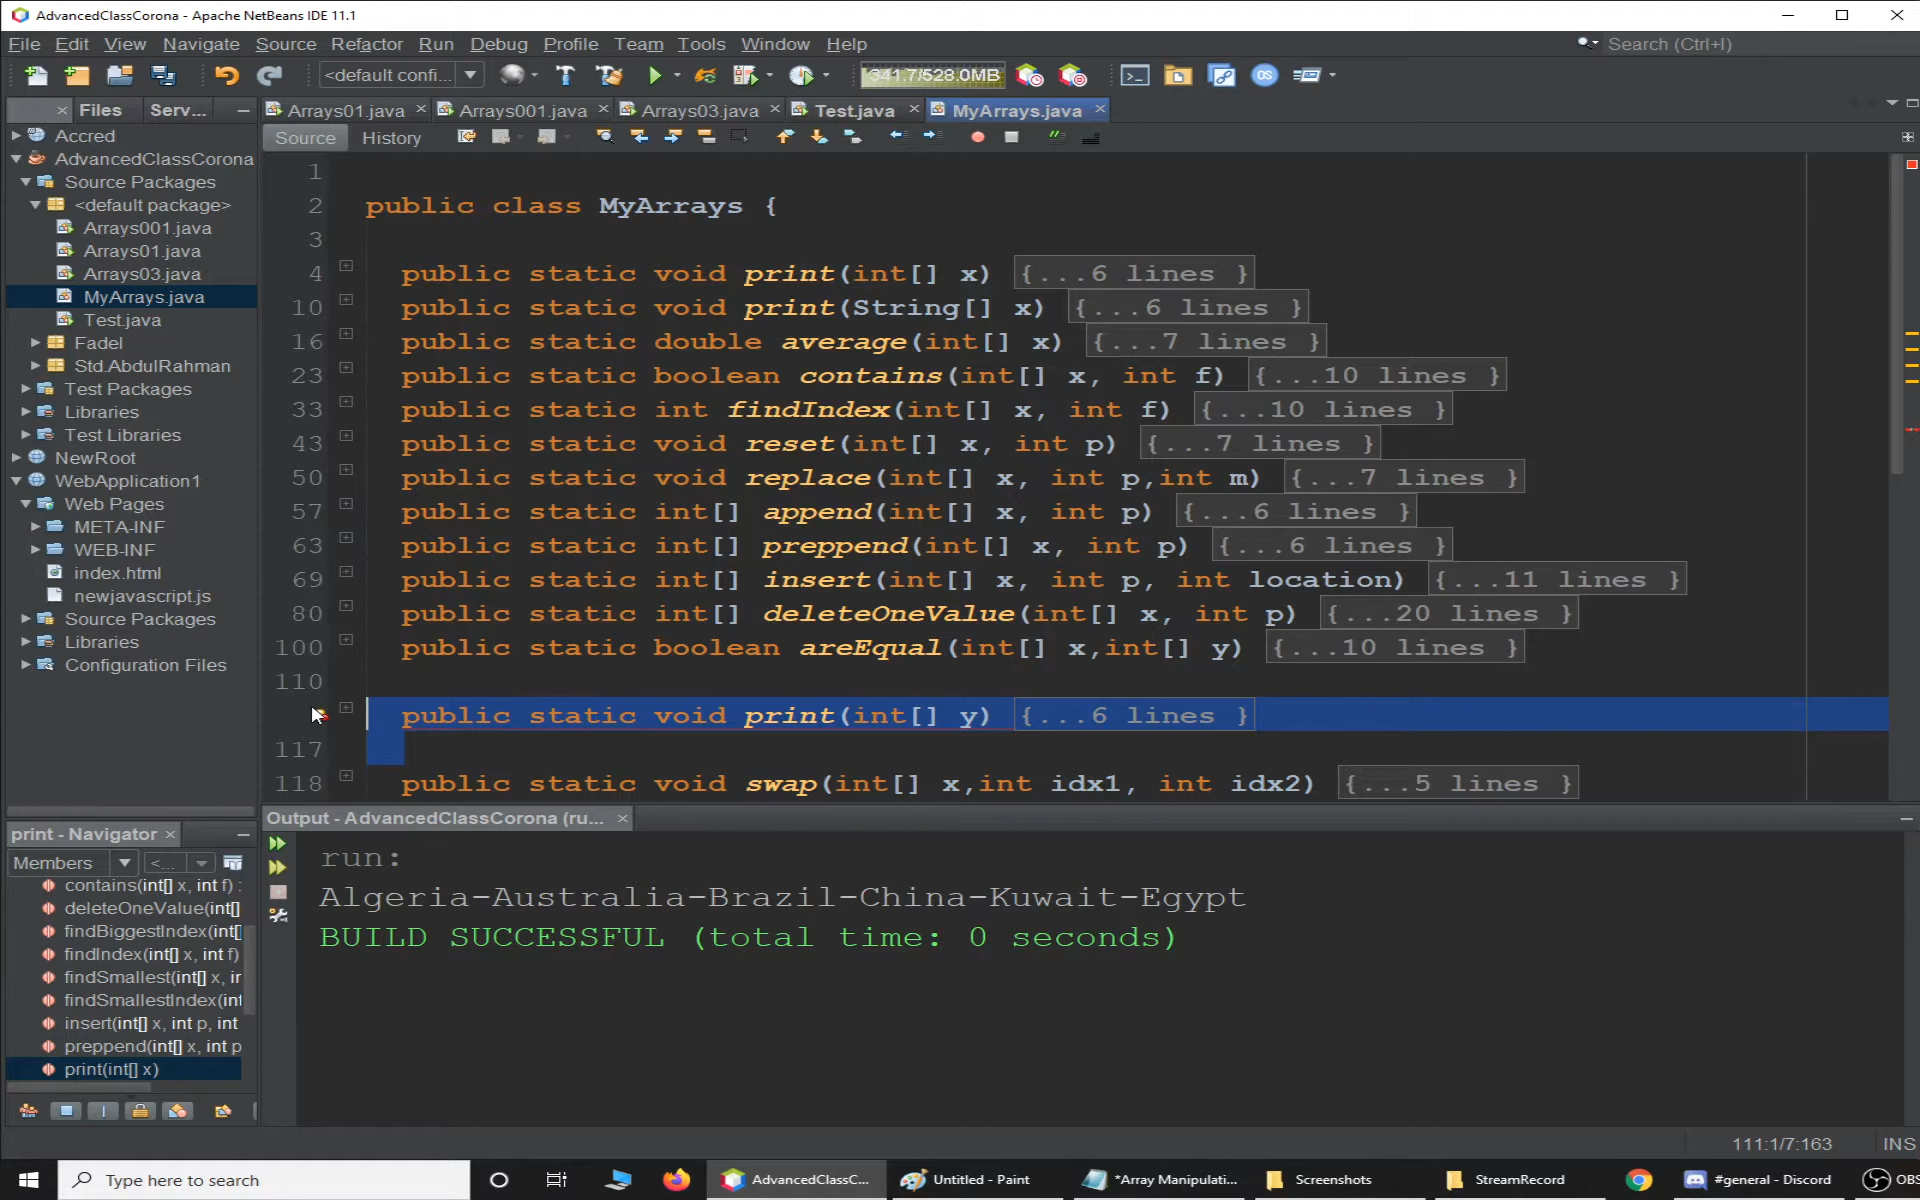 AdvancedClassCorona - Apache NetBeans IDE 11.1
File Edit View Navigate Source Refactor Run Debug Profile Team Tools Window Help
Search (Ctrl+I)
<default confi...
341.7/528.0MB
Files
Serv...
Arrays01.java
Arrays001.java
Arrays03.java
Test.java
MyArrays.java
Source
History
Accred
AdvancedClassCorona
Source Packages
<default package>
Arrays001.java
Arrays01.java
Arrays03.java
MyArrays.java
Test.java
Fadel
Std.AbdulRahman
Test Packages
Libraries
Test Libraries
NewRoot
WebApplication1
Web Pages
META-INF
WEB-INF
index.html
newjavascript.js
Source Packages
Libraries
Configuration Files
1
2 public class MyArrays {
3
4 public static void print(int[] x) {...6 lines }
10 public static void print(String[] x) {...6 lines }
16 public static double average(int[] x) {...7 lines }
23 public static boolean contains(int[] x, int f) {...10 lines }
33 public static int findIndex(int[] x, int f) {...10 lines }
43 public static void reset(int[] x, int p) {...7 lines }
50 public static void replace(int[] x, int p,int m) {...7 lines }
57 public static int[] append(int[] x, int p) {...6 lines }
63 public static int[] preppend(int[] x, int p) {...6 lines }
69 public static int[] insert(int[] x, int p, int location) {...11 lines }
80 public static int[] deleteOneValue(int[] x, int p) {...20 lines }
100 public static boolean areEqual(int[] x,int[] y) {...10 lines }
110
public static void print(int[] y) {...6 lines }
117
118 public static void swap(int[] x,int idx1, int idx2) {...5 lines }
print - Navigator
Members
<...
contains(int[] x, int f) :
deleteOneValue(int[]
findBiggestIndex(int[]
findIndex(int[] x, int f)
findSmallest(int[] x, ir
findSmallestIndex(int
insert(int[] x, int p, int
preppend(int[] x, int p
print(int[] x)
Output - AdvancedClassCorona (ru...
run:
Algeria-Australia-Brazil-China-Kuwait-Egypt
BUILD SUCCESSFUL (total time: 0 seconds)
111:1/7:163
INS
Type here to search
AdvancedClassC...
Untitled - Paint
*Array Manipulati...
Screenshots
StreamRecord
#general - Discord
OBS